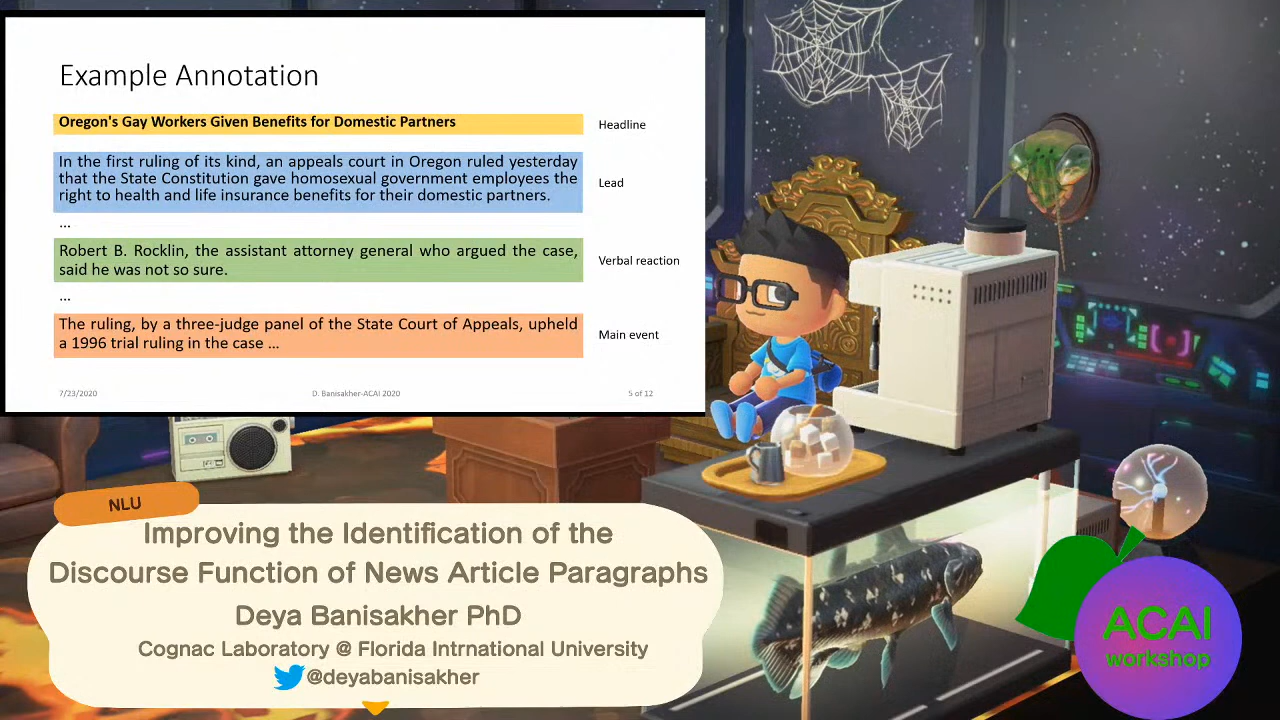 Example Annotation
Oregon's Gay Workers Given Benefits for Domestic Partners
Headline
In the first ruling of its kind, an appeals court in Oregon ruled yesterday
that the State Constitution gave homosexual government employees the
right to health and life insurance benefits for their domestic partners.
Lead
...
Robert B. Rocklin, the assistant attorney general who argued the case,
said he was not so sure.
Verbal reaction
...
The ruling, by a three-judge panel of the State Court of Appeals, upheld
a 1996 trial ruling in the case ...
Main event
7/23/2020
D. Banisakher-ACAI 2020
5 of 12
NLU
Improving the Identification of the
Discourse Function of News Article Paragraphs
Deya Banisakher PhD
Cognac Laboratory @ Florida Intrnational University
@deyabanisakher
ACAI
workshop